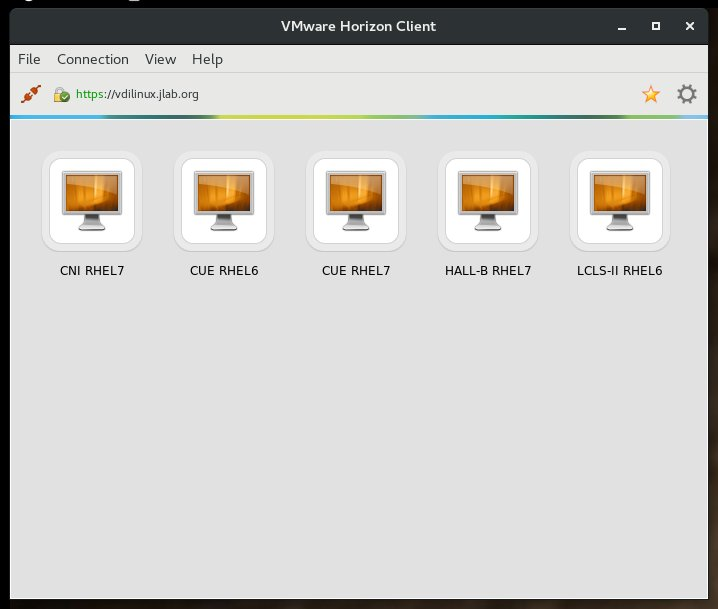 VMware Horizon Client
File Connection View Help
https://vdilinux.jlab.org
CNI RHEL7 CUE RHEL6 CUE RHEL7 HALL-B RHEL7 LCLS-II RHEL6